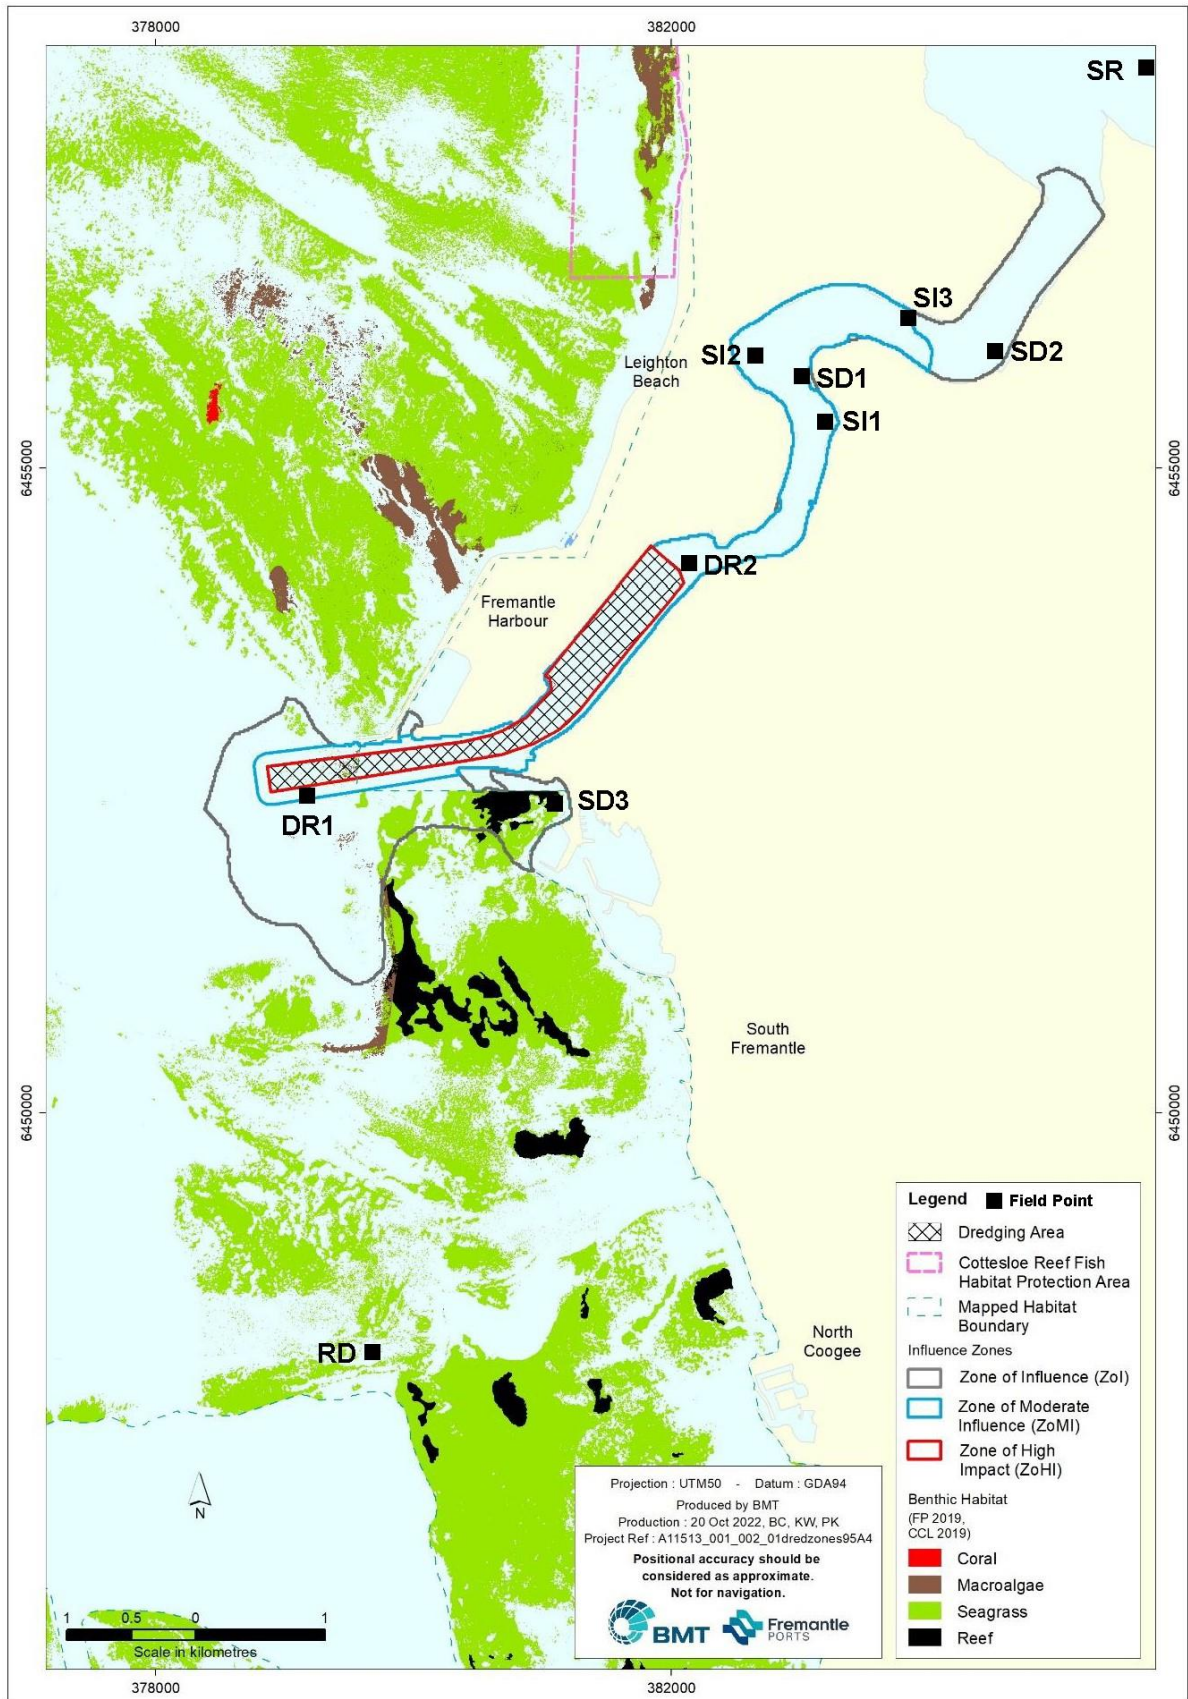 378000
382000
SR
SI3
SI2
SD2
SD1
SI1
Leighton
Beach
6455000
6455000
DR2
Fremantle
Harbour
SD3
DR1
South
Fremantle
6450000
6450000
Legend
Field Point
Dredging Area
Cottesloe Reef Fish
Habitat Protection Area
Mapped Habitat
Boundary
Influence Zones
Zone of Influence (ZoI)
Zone of Moderate
Influence (ZoMI)
Zone of High
Impact (ZoHI)
Benthic Habitat
(FP 2019,
CCL 2019)
Coral
Macroalgae
Seagrass
Reef
North
Coogee
RD
N
Projection : UTM50 - Datum : GDA94
Produced by BMT
Production : 20 Oct 2022, BC, KW, PK
Project Ref : A11513_001_002_01dredzones95A4
Positional accuracy should be
considered as approximate.
Not for navigation.
BMT
Fremantle
PORTS
1 0.5 0 1
Scale in kilometres
378000
382000